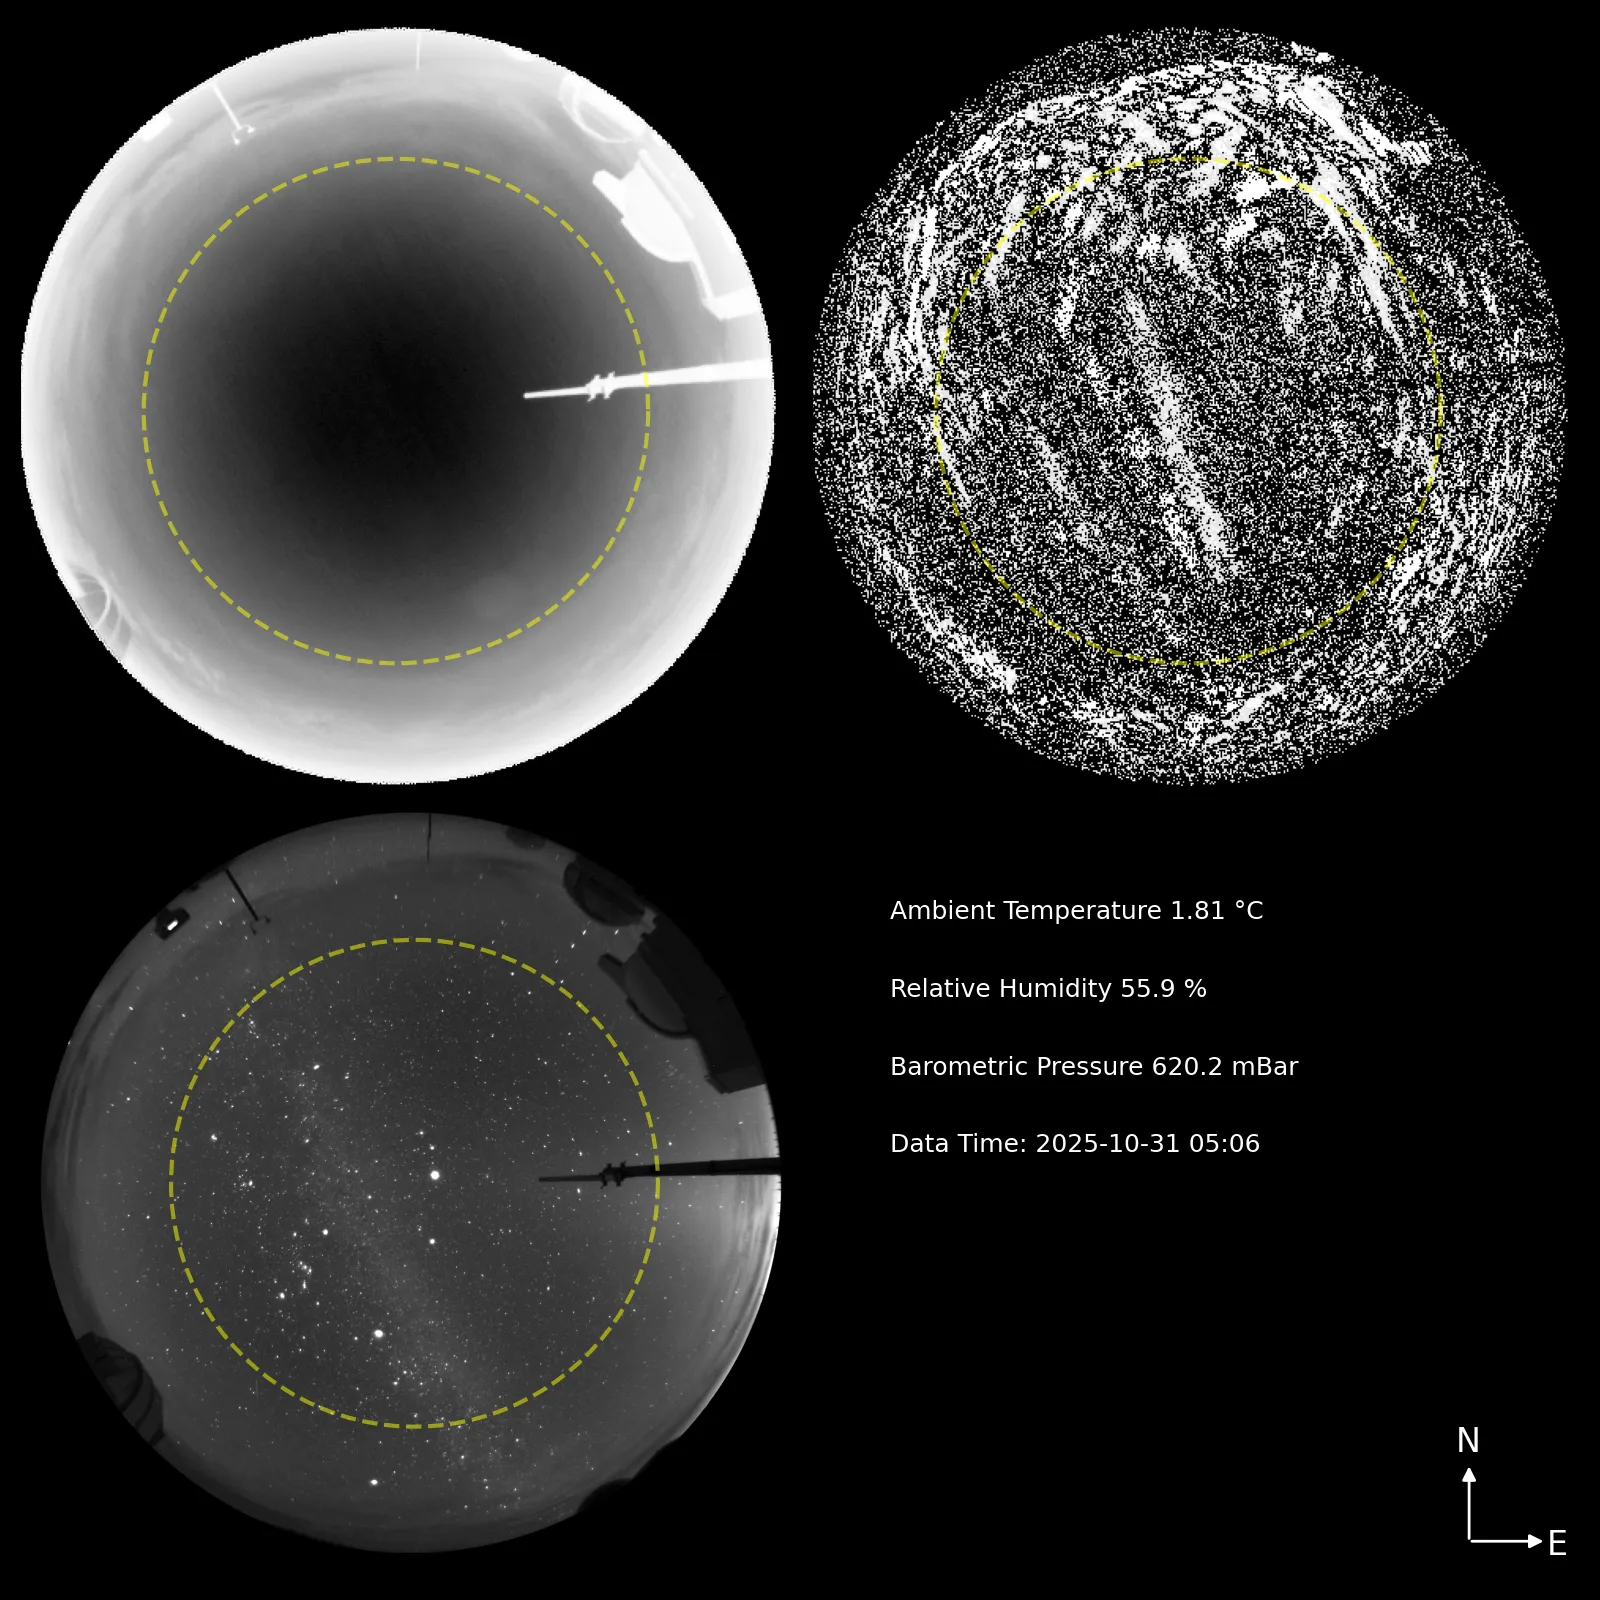 Ambient Temperature 1.81 °C
Relative Humidity 55.9 %
Barometric Pressure 620.2 mBar
Data Time: 2025-10-31 05:06
N
E